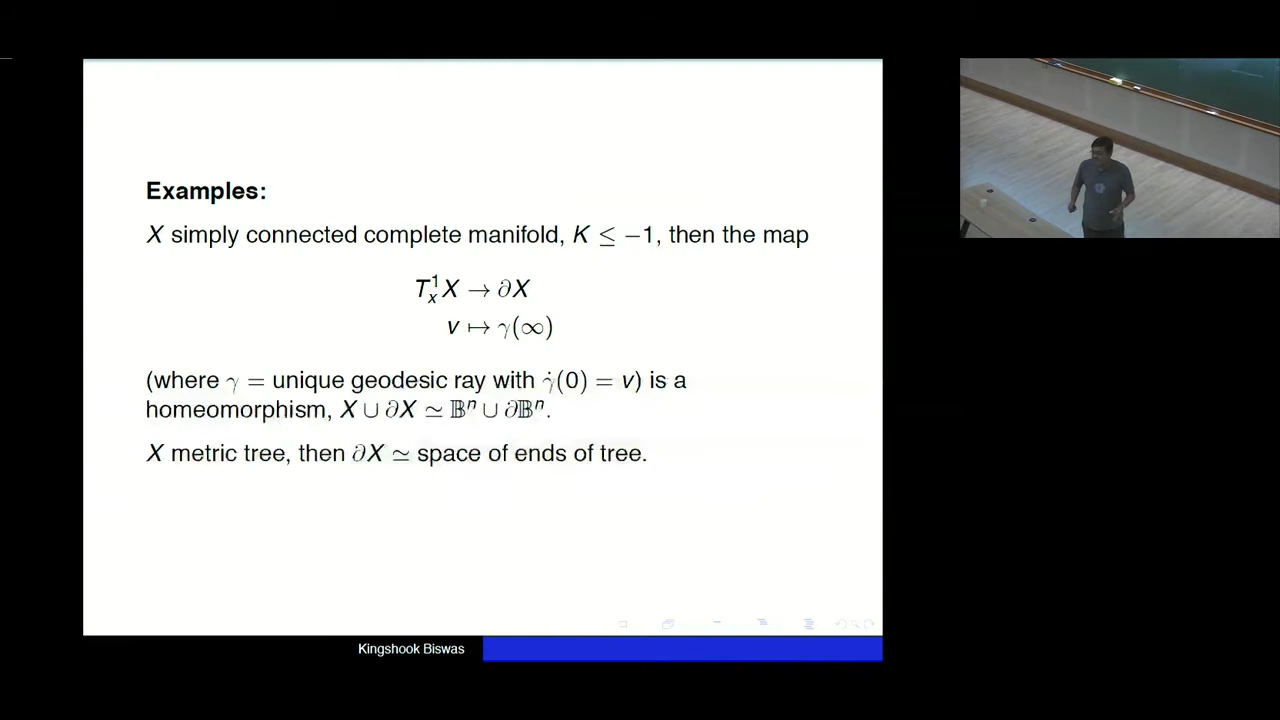 Examples:
X simply connected complete manifold, K ≤ −1, then the map
T¹ₓX → ∂X
v ↦ γ(∞)
(where γ = unique geodesic ray with γ̇(0) = v) is a
homeomorphism, X ∪ ∂X ≃ 𝔹ⁿ ∪ ∂𝔹ⁿ.
X metric tree, then ∂X ≃ space of ends of tree.
Kingshook Biswas